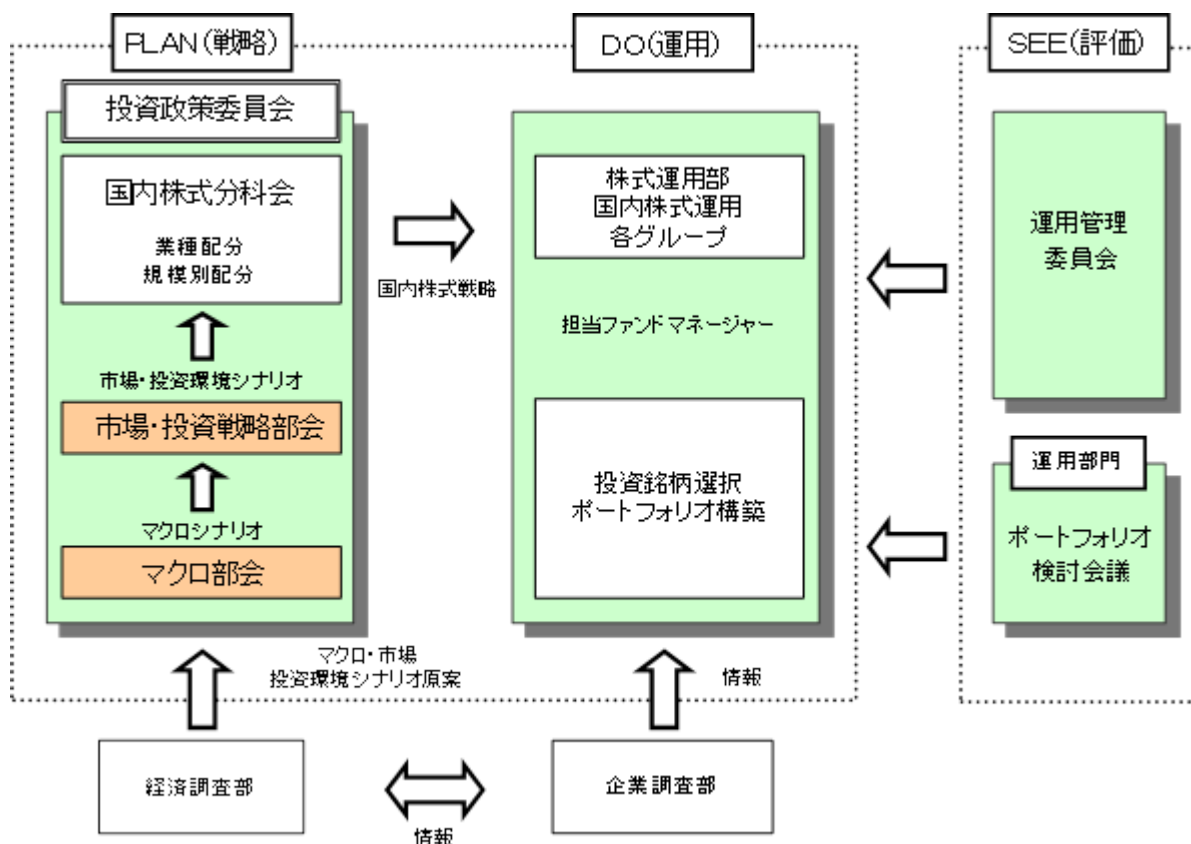 PLAN(戦略)
投資政策委員会
国内株式分科会
業種配分
規模別配分
市場・投資環境シナリオ
市場・投資戦略部会
マクロシナリオ
マクロ部会
国内株式戦略
DO(運用)
株式運用部
国内株式運用
各グループ
担当ファンドマネージャー
投資銘柄選択
ポートフォリオ構築
SEE(評価)
運用管理
委員会
運用部門
ポートフォリオ
検討会議
マクロ・市場
投資環境シナリオ原案
情報
経済調査部
情報
企業調査部